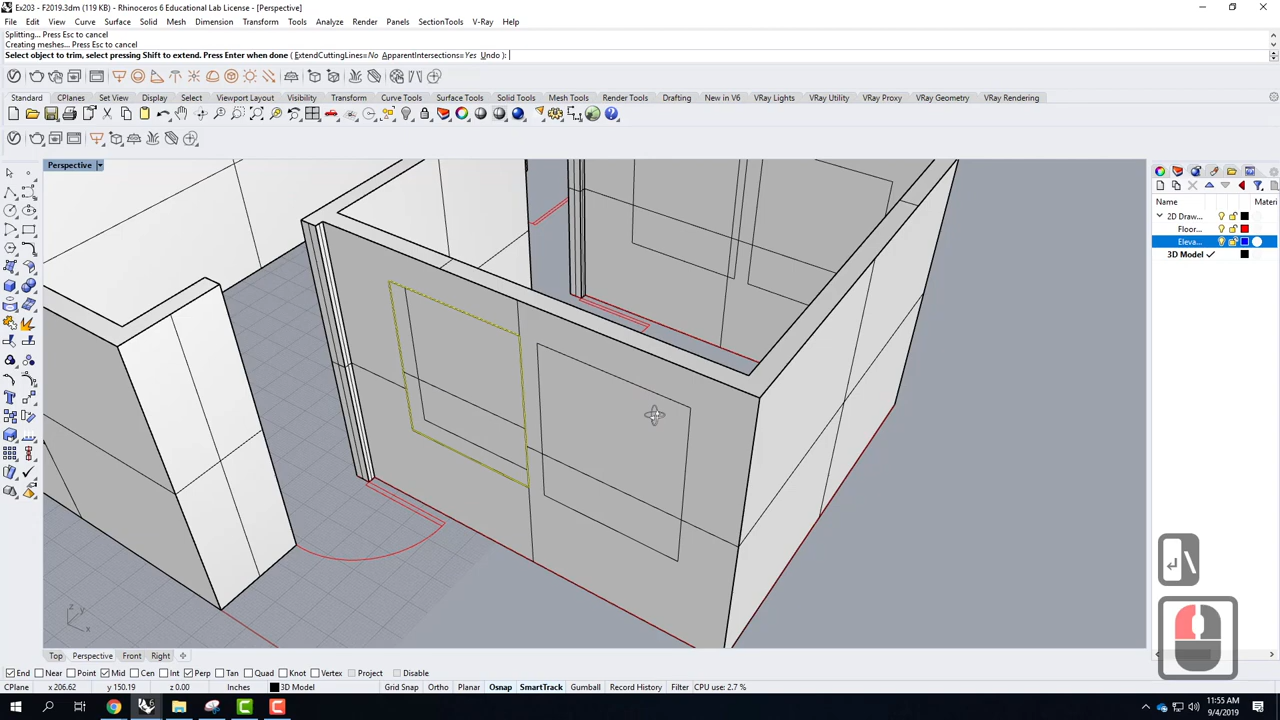 Ex203 - F2019.3dm (119 KB) - Rhinoceros 6 Educational Lab License - [Perspective]
File Edit View Curve Surface Solid Mesh Dimension Transform Tools Analyze Render Panels SectionTools V-Ray Help
Splitting... Press Esc to cancel
Creating meshes... Press Esc to cancel
Select object to trim, select pressing Shift to extend. Press Enter when done ( ExtendCuttingLines=No ApparentIntersections=Yes Undo ):
Standard CPlanes Set View Display Select Viewport Layout Visibility Transform Curve Tools Surface Tools Solid Tools Mesh Tools Render Tools Drafting New in V6 VRay Lights VRay Utility VRay Proxy VRay Geometry VRay Rendering
Perspective
Name Materi
2D Draw...
Floor...
Eleva...
3D Model
z y x
Top Perspective Front Right
End Near Point Mid Cen Int Perp Tan Quad Knot Vertex Project Disable
CPlane x 206.62 y 150.19 z 0.00 Inches 3D Model Grid Snap Ortho Planar Osnap SmartTrack Gumball Record History Filter CPU use: 2.7 %
11:55 AM
9/4/2019